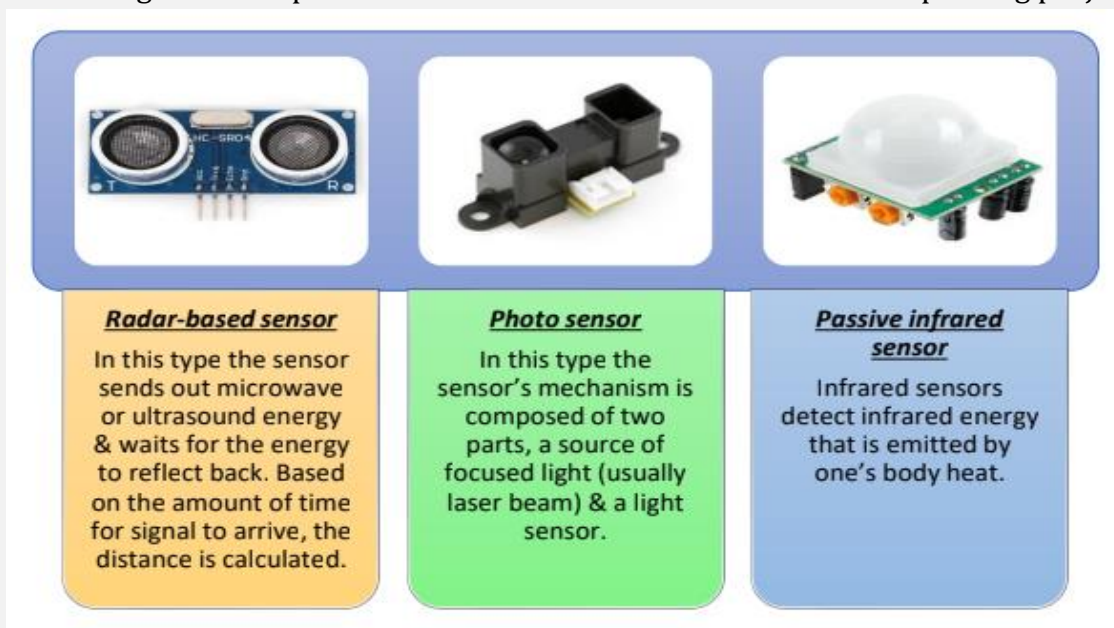 HC-SR04
T
R
Radar-based sensor
In this type the sensor
sends out microwave
or ultrasound energy
& waits for the energy
to reflect back. Based
on the amount of time
for signal to arrive, the
distance is calculated.
Photo sensor
In this type the
sensor's mechanism is
composed of two
parts, a source of
focused light (usually
laser beam) & a light
sensor.
Passive infrared
sensor
Infrared sensors
detect infrared energy
that is emitted by
one's body heat.